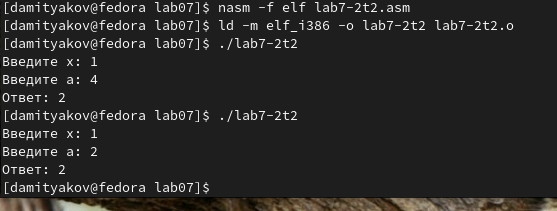 [damityakov@fedora lab07]$ nasm -f elf lab7-2t2.asm
[damityakov@fedora lab07]$ ld -m elf_i386 -o lab7-2t2 lab7-2t2.o
[damityakov@fedora lab07]$ ./lab7-2t2
Введите x: 1
Введите a: 4
Ответ: 2
[damityakov@fedora lab07]$ ./lab7-2t2
Введите x: 1
Введите a: 2
Ответ: 2
[damityakov@fedora lab07]$